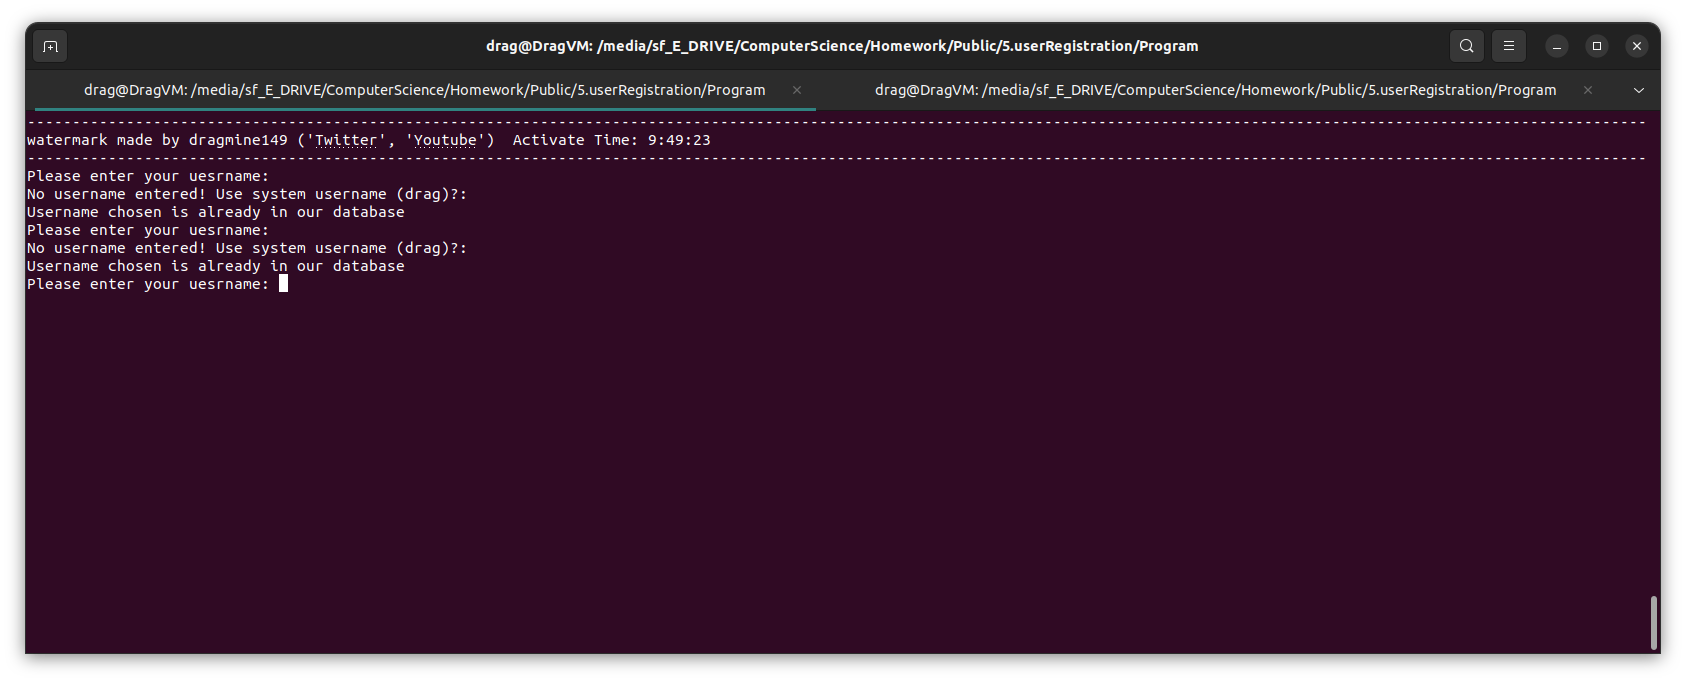 drag@DragVM: /media/sf_E_DRIVE/ComputerScience/Homework/Public/5.userRegistration/Program
drag@DragVM: /media/sf_E_DRIVE/ComputerScience/Homework/Public/5.userRegistration/Program × drag@DragVM: /media/sf_E_DRIVE/ComputerScience/Homework/Public/5.userRegistration/Program ×
------------------------------------------------------------------------------------------------------------------------------------------------------------------------------------
watermark made by dragmine149 ('Twitter', 'Youtube')  Activate Time: 9:49:23
------------------------------------------------------------------------------------------------------------------------------------------------------------------------------------
Please enter your uesrname:
No username entered! Use system username (drag)?:
Username chosen is already in our database
Please enter your uesrname:
No username entered! Use system username (drag)?:
Username chosen is already in our database
Please enter your uesrname: